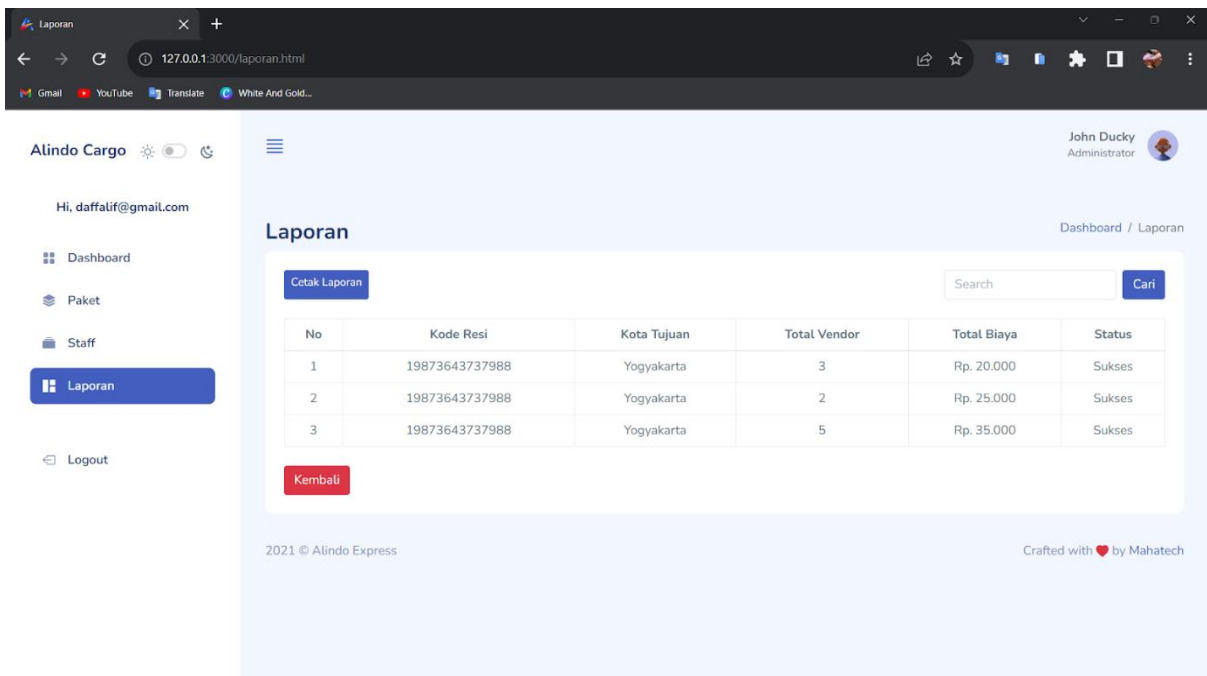 Laporan
127.0.0.1:3000/laporan.html
Gmail YouTube Translate White And Gold...
Alindo Cargo
John Ducky
Administrator
Hi, daffalif@gmail.com
Dashboard
Paket
Staff
Laporan
Logout
Laporan
Dashboard / Laporan
Cetak Laporan
Search Cari
No Kode Resi Kota Tujuan Total Vendor Total Biaya Status
1 19873643737988 Yogyakarta 3 Rp. 20.000 Sukses
2 19873643737988 Yogyakarta 2 Rp. 25.000 Sukses
3 19873643737988 Yogyakarta 5 Rp. 35.000 Sukses
Kembali
2021 © Alindo Express
Crafted with ❤ by Mahatech